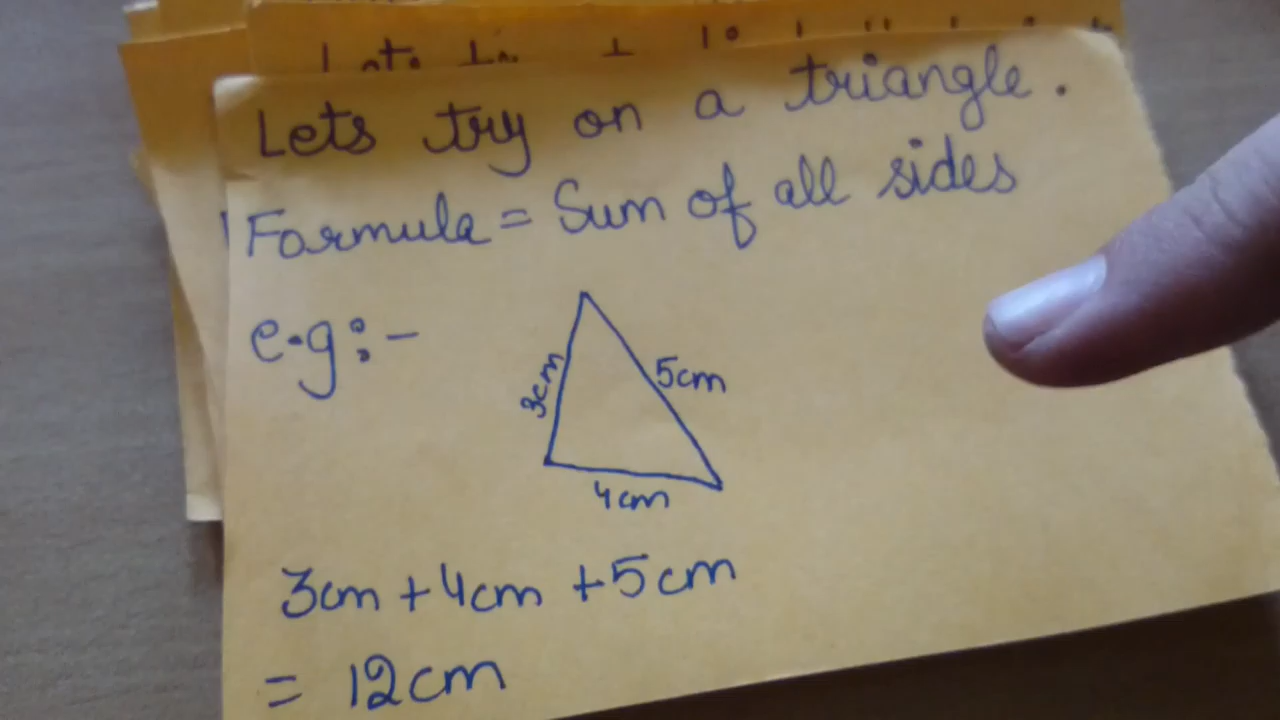 Lets try on a triangle.
Formula = Sum of all sides
e.g:-
3cm
5cm
4cm
3cm + 4cm + 5cm
= 12cm